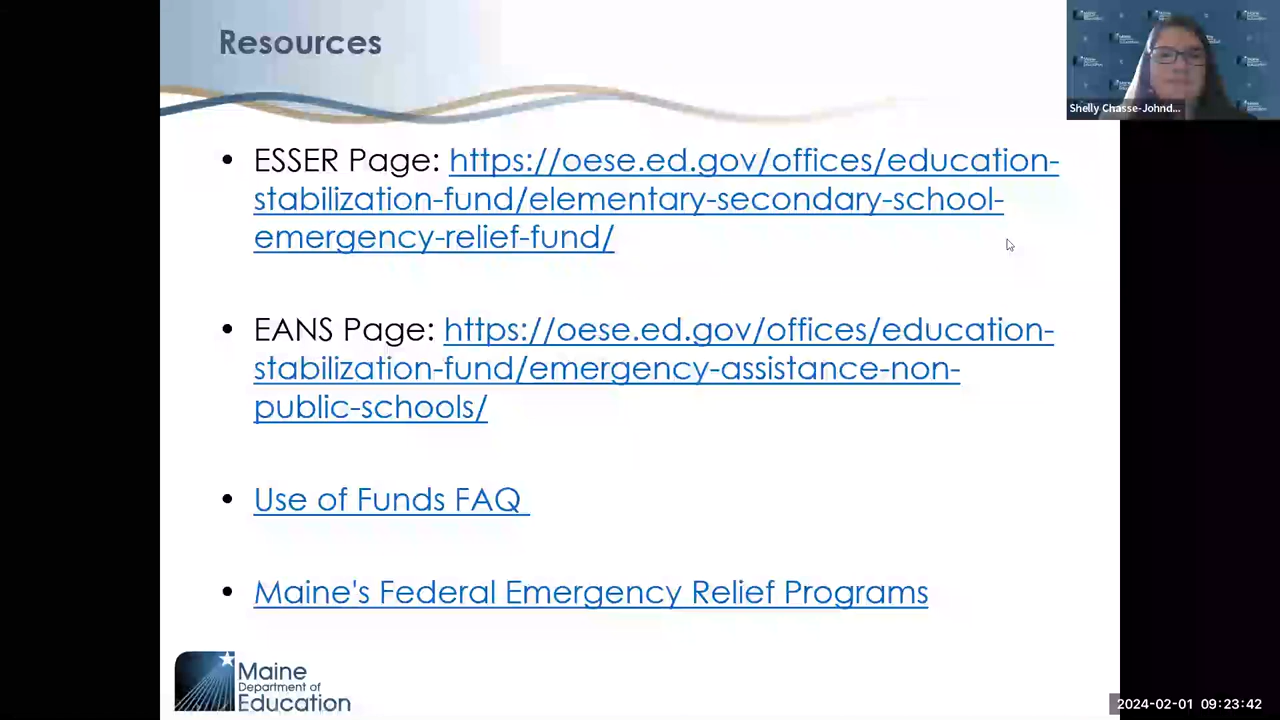 Resources
Shelly Chasse-Johnd...
• ESSER Page: https://oese.ed.gov/offices/education-
stabilization-fund/elementary-secondary-school-
emergency-relief-fund/
• EANS Page: https://oese.ed.gov/offices/education-
stabilization-fund/emergency-assistance-non-
public-schools/
• Use of Funds FAQ
• Maine's Federal Emergency Relief Programs
Maine
Department of
Education
2024-02-01 09:23:42